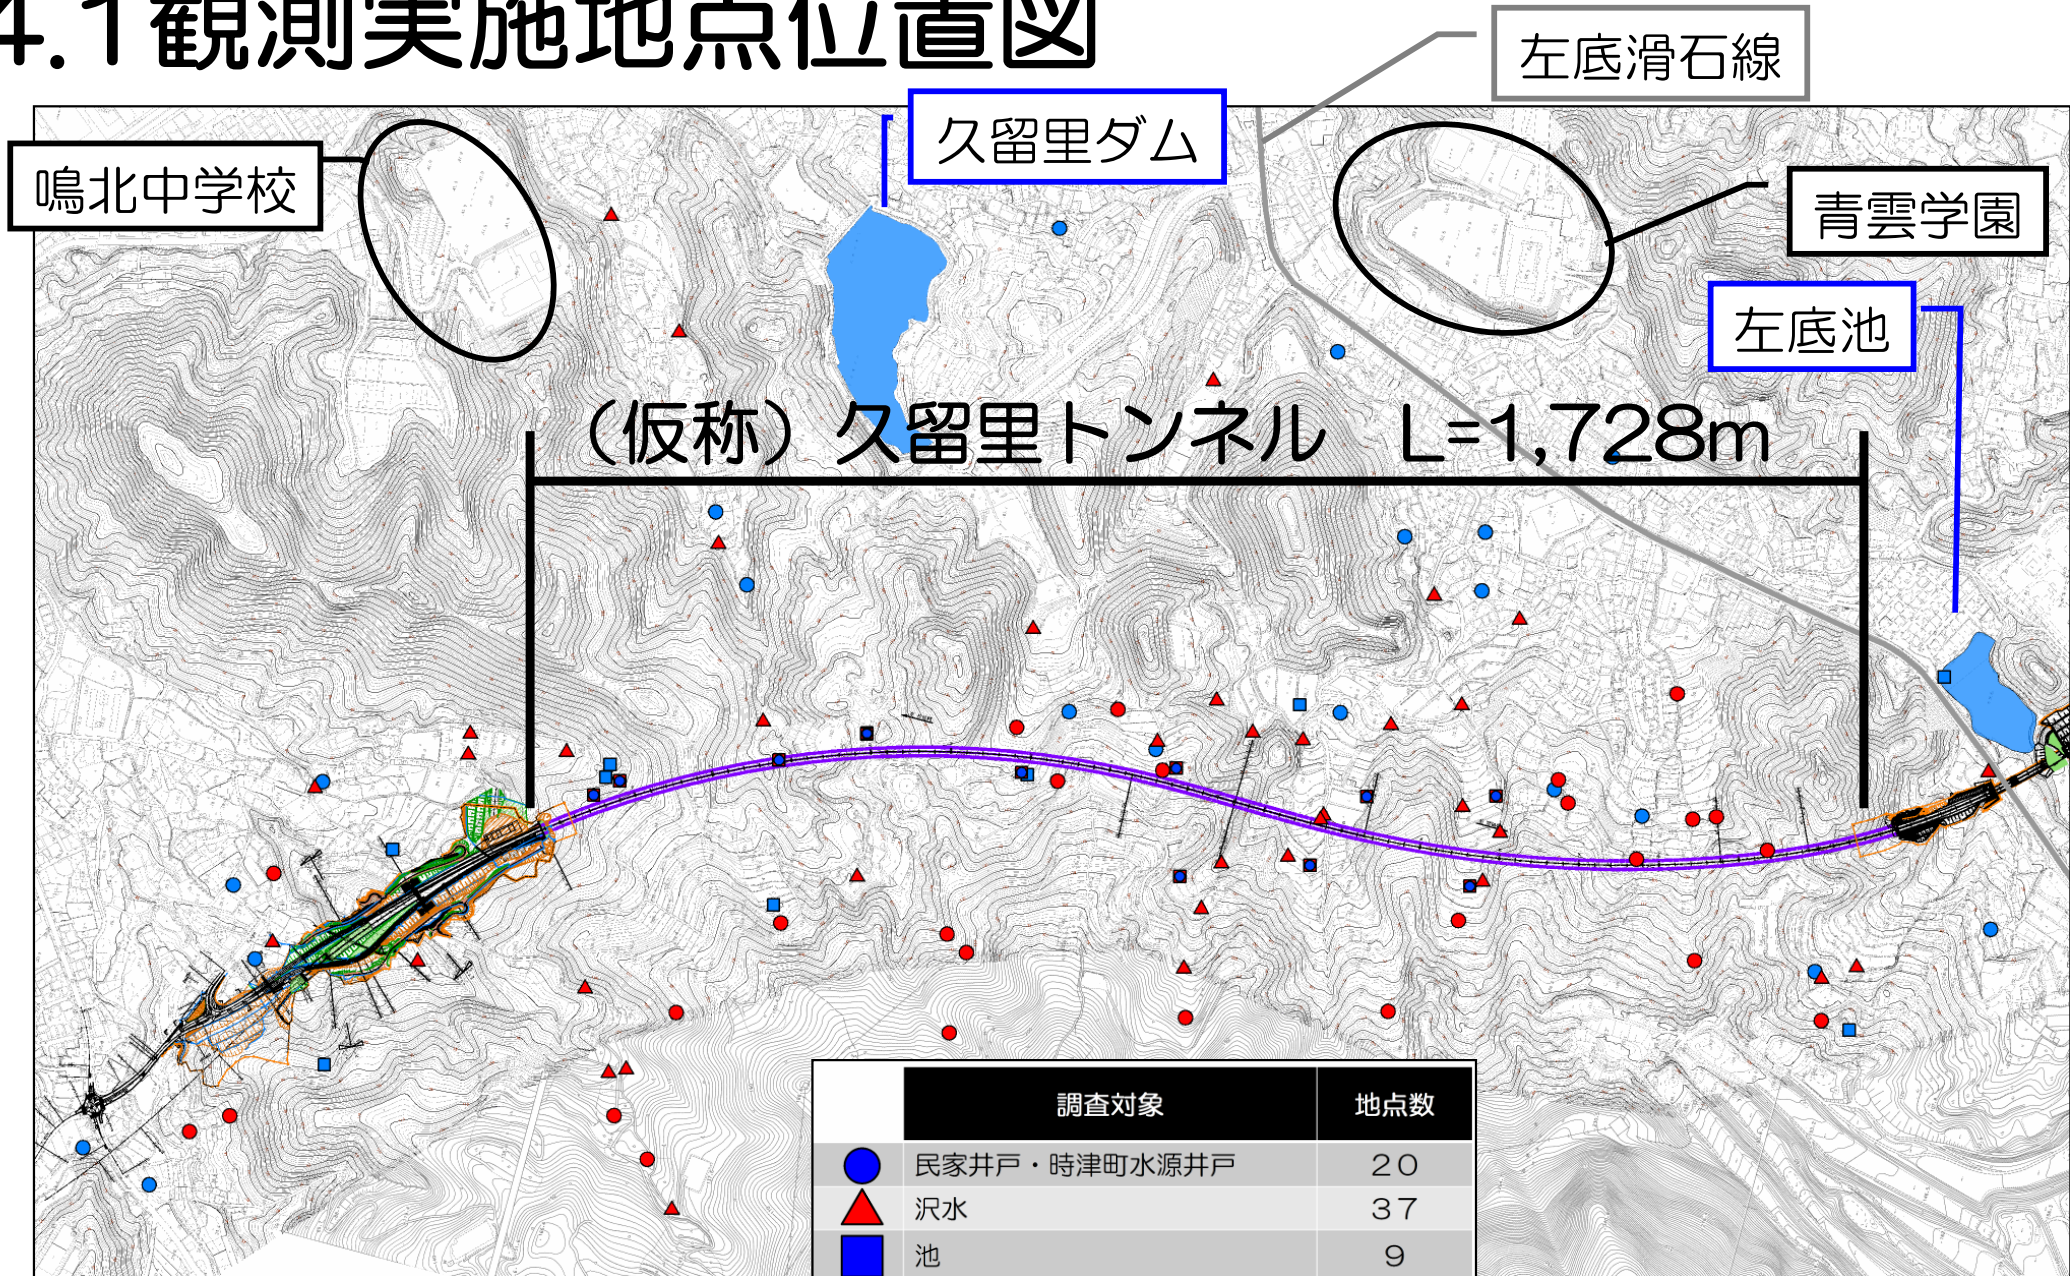 4.1観測実施地点位置図
左底滑石線
久留里ダム
鳴北中学校
青雲学園
左底池
（仮称）久留里トンネル　L=1,728m
調査対象　地点数
民家井戸・時津町水源井戸　20
沢水　37
池　9